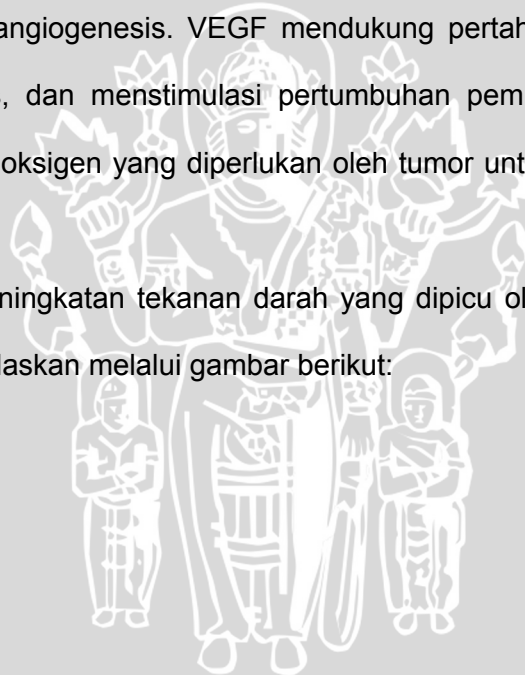 angiogenesis. VEGF mendukung pertah
, dan menstimulasi pertumbuhan pem
oksigen yang diperlukan oleh tumor unt
ningkatan tekanan darah yang dipicu ol
laskan melalui gambar berikut: